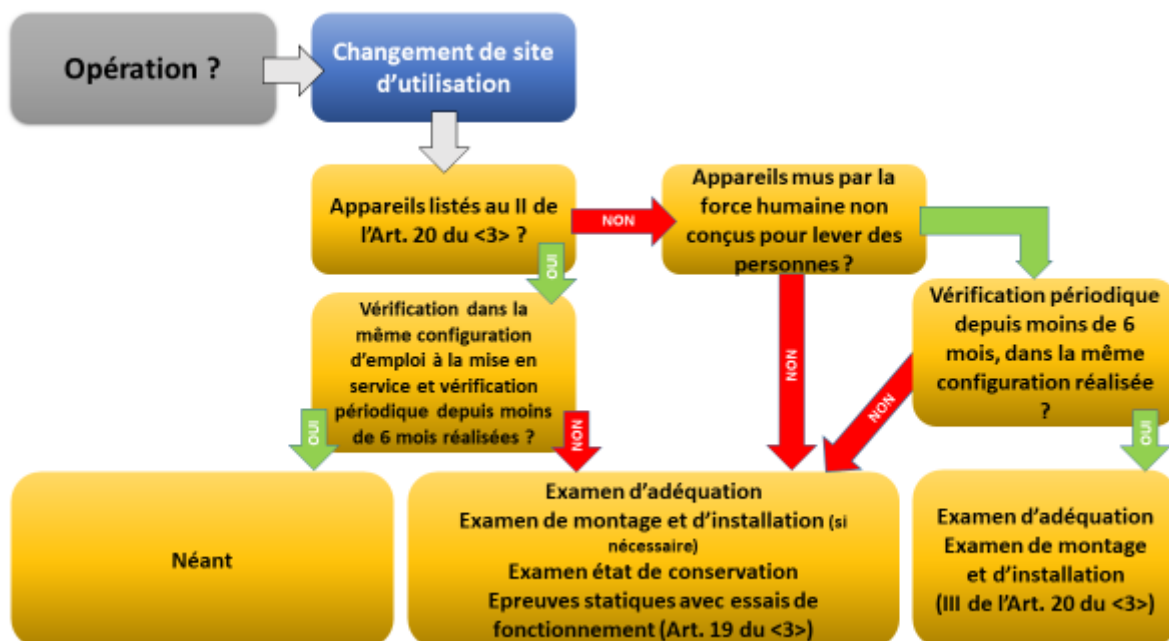 Opération ?
Changement de site
d'utilisation
Appareils listés au II de
l'Art. 20 du <3> ?
NON
Appareils mus par la
force humaine non
conçus pour lever des
personnes ?
OUI
Vérification dans la
même configuration
d'emploi à la mise en
service et vérification
périodique depuis moins
de 6 mois réalisées ?
NON
Vérification périodique
depuis moins de 6
mois, dans la même
configuration réalisée
?
OUI
NON
NON
OUI
Néant
Examen d'adéquation
Examen de montage et d'installation (si
nécessaire)
Examen état de conservation
Epreuves statiques avec essais de
fonctionnement (Art. 19 du <3>)
Examen d'adéquation
Examen de montage
et d'installation
(III de l'Art. 20 du <3>)